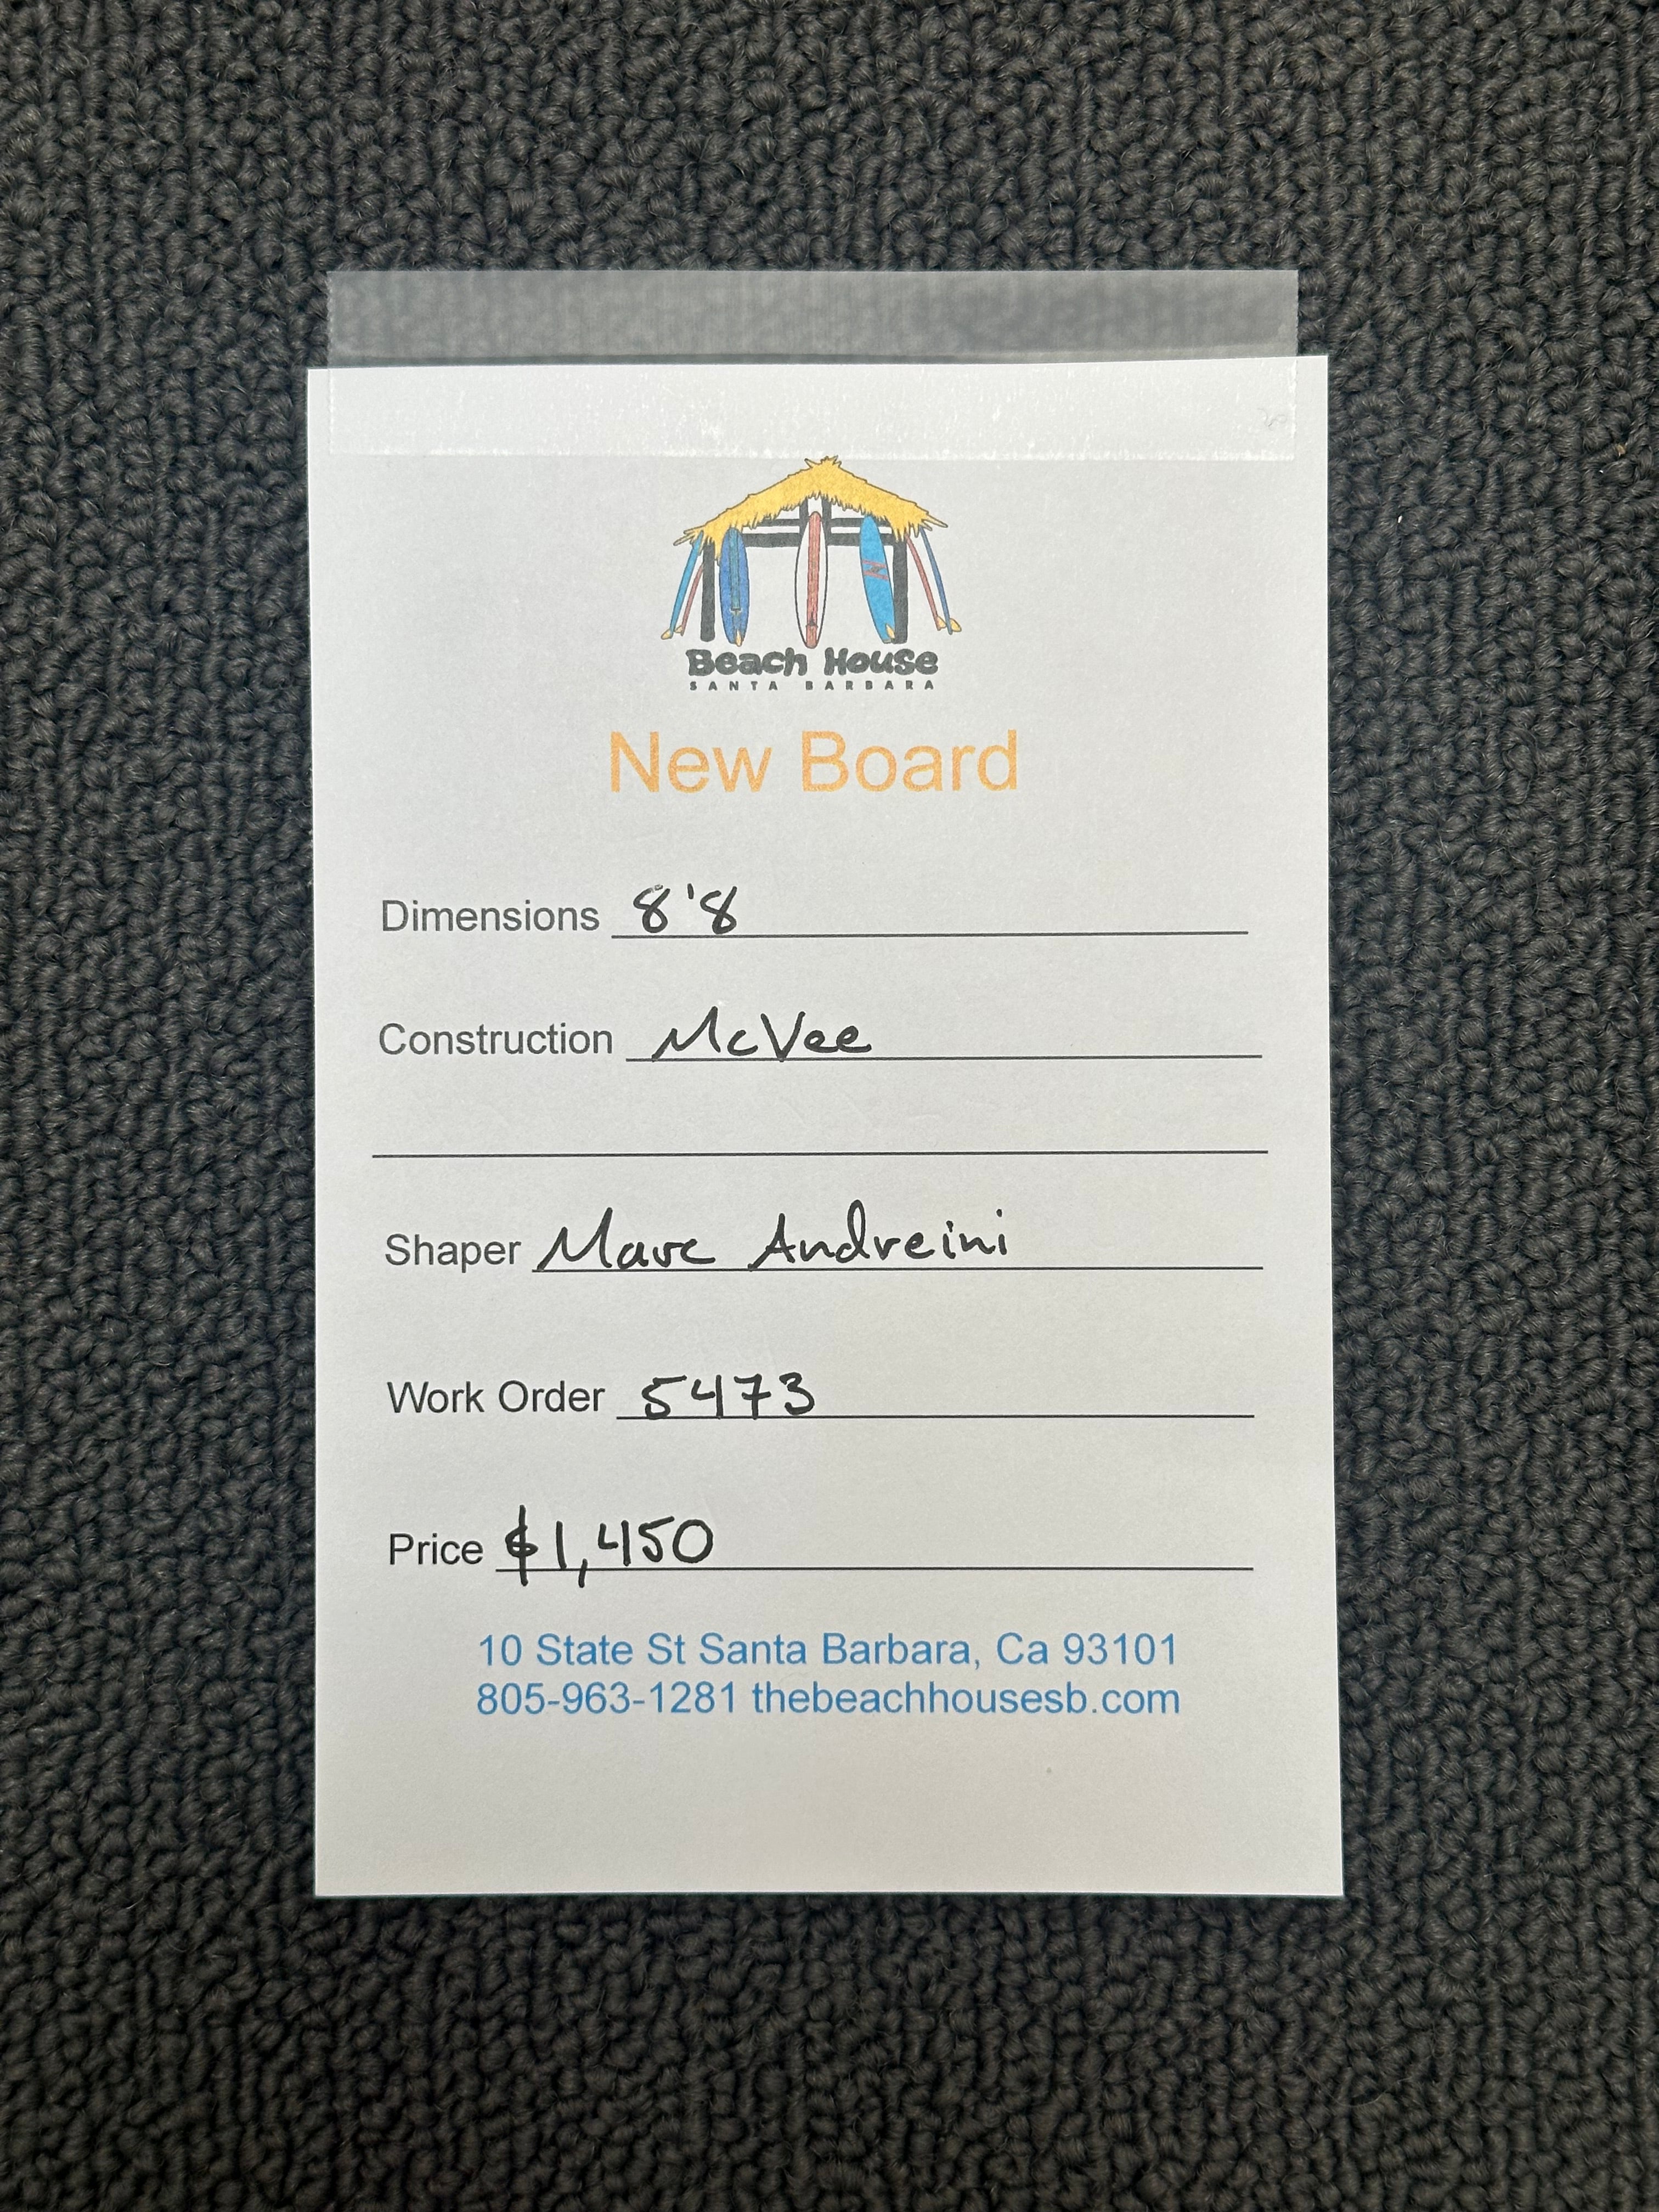 Beach House
SANTA BARBARA
New Board
Dimensions 8'8
Construction McVee
Shaper Marc Andreini
Work Order 5473
Price $1,450
10 State St Santa Barbara, Ca 93101
805-963-1281 thebeachhousesb.com